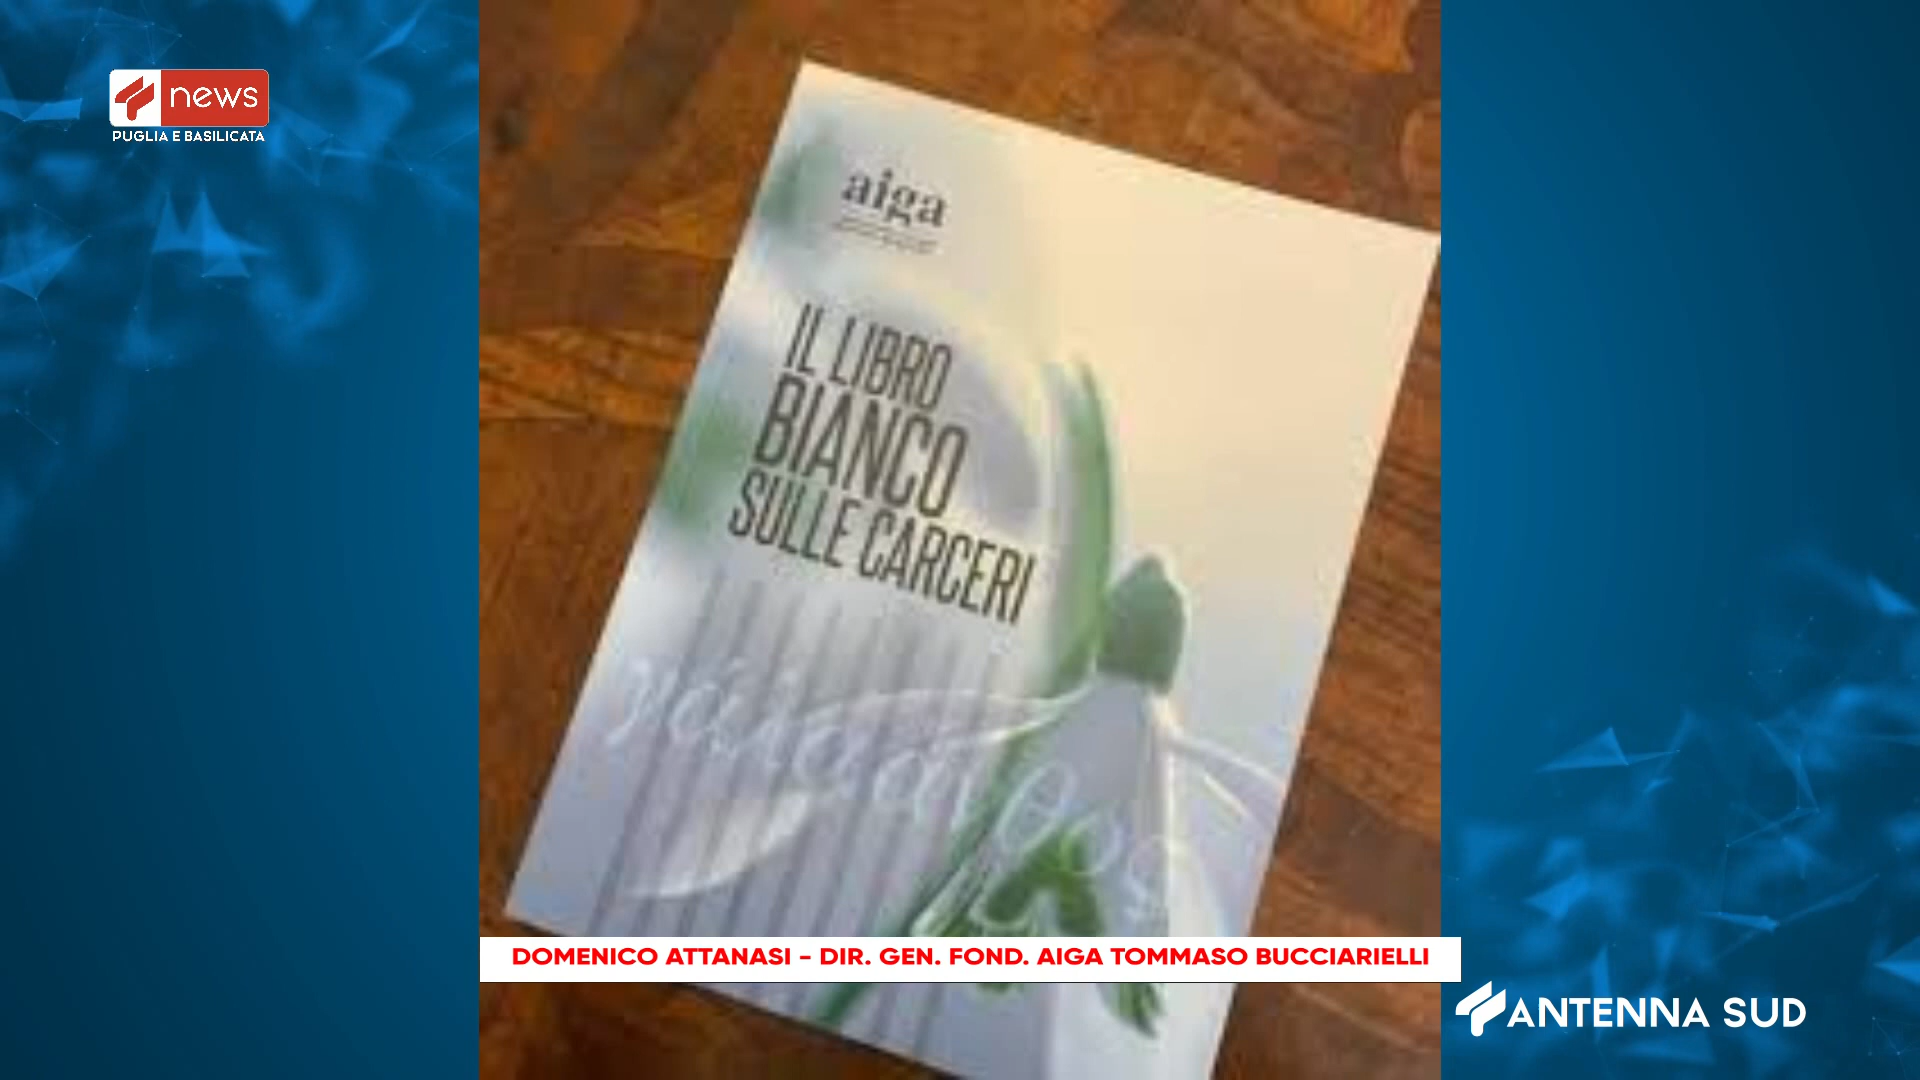 news
PUGLIA E BASILICATA
aiga
IL LIBRO
BIANCO
SULLE CARCERI
DOMENICO ATTANASI - DIR. GEN. FOND. AIGA TOMMASO BUCCIARIELLI
ANTENNA SUD